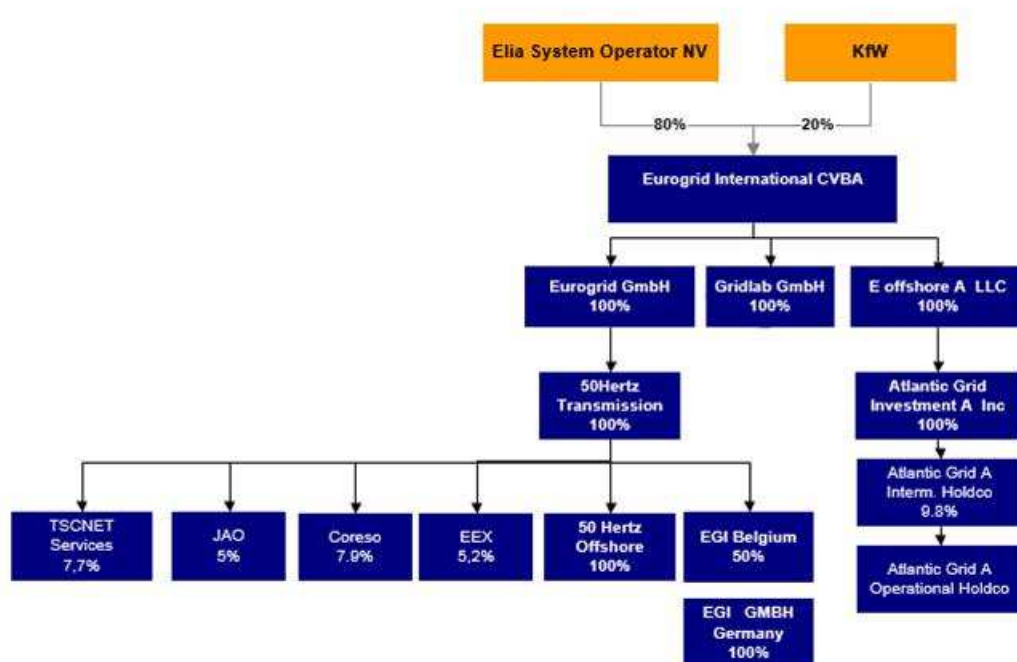 Elia System Operator NV
KfW
80%
20%
Eurogrid International CVBA
Eurogrid GmbH
100%
Gridlab GmbH
100%
E offshore A LLC
100%
50Hertz
Transmission
100%
Atlantic Grid
Investment A Inc
100%
Atlantic Grid A
Interm. Holdco
9.8%
TSCNET
Services
7,7%
JAO
5%
Coreso
7.9%
EEX
5,2%
50 Hertz
Offshore
100%
EGI Belgium
50%
Atlantic Grid A
Operational Holdco
EGI GMBH
Germany
100%